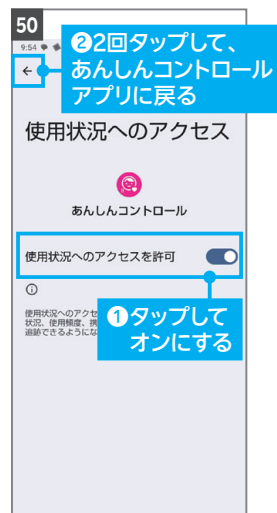 50
9:54
❷2回タップして、
あんしんコントロール
アプリに戻る
使用状況へのアクセス
あんしんコントロール
使用状況へのアクセスを許可
❶タップして
オンにする
使用状況へのアクセ
状況、使用頻度、携
追跡できるようにな